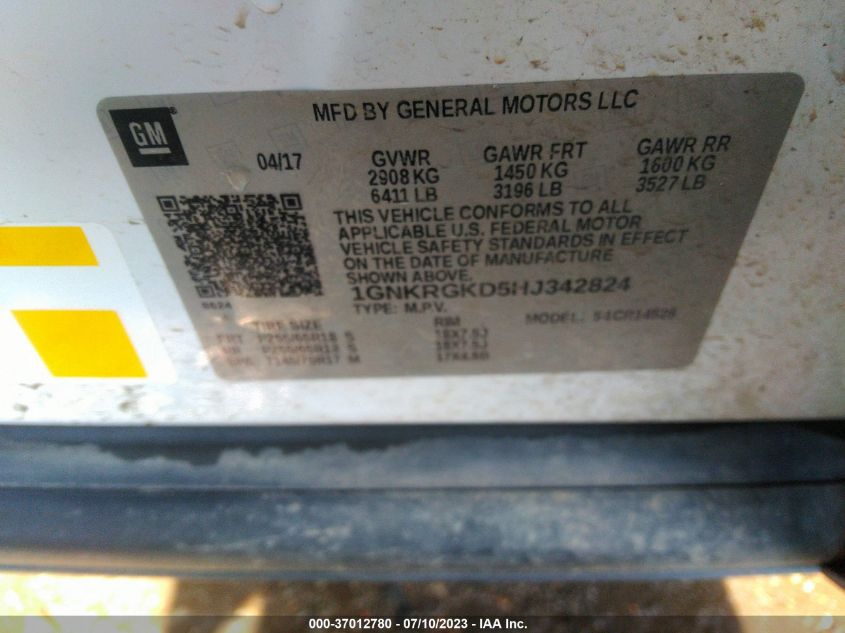 MFD BY GENERAL MOTORS LLC
GM
04/17
GVWR
2908 KG
6411 LB
GAWR FRT
1450 KG
3196 LB
GAWR RR
1600 KG
3527 LB
THIS VEHICLE CONFORMS TO ALL
APPLICABLE U.S. FEDERAL MOTOR
VEHICLE SAFETY STANDARDS IN EFFECT
ON THE DATE OF MANUFACTURE
SHOWN ABOVE.
1GNKRGKD5HJ342824
TYPE: M.P.V.
MODEL:
TIRE SIZE
RIM
FRT
000-37012780 - 07/10/2023 - IAA Inc.